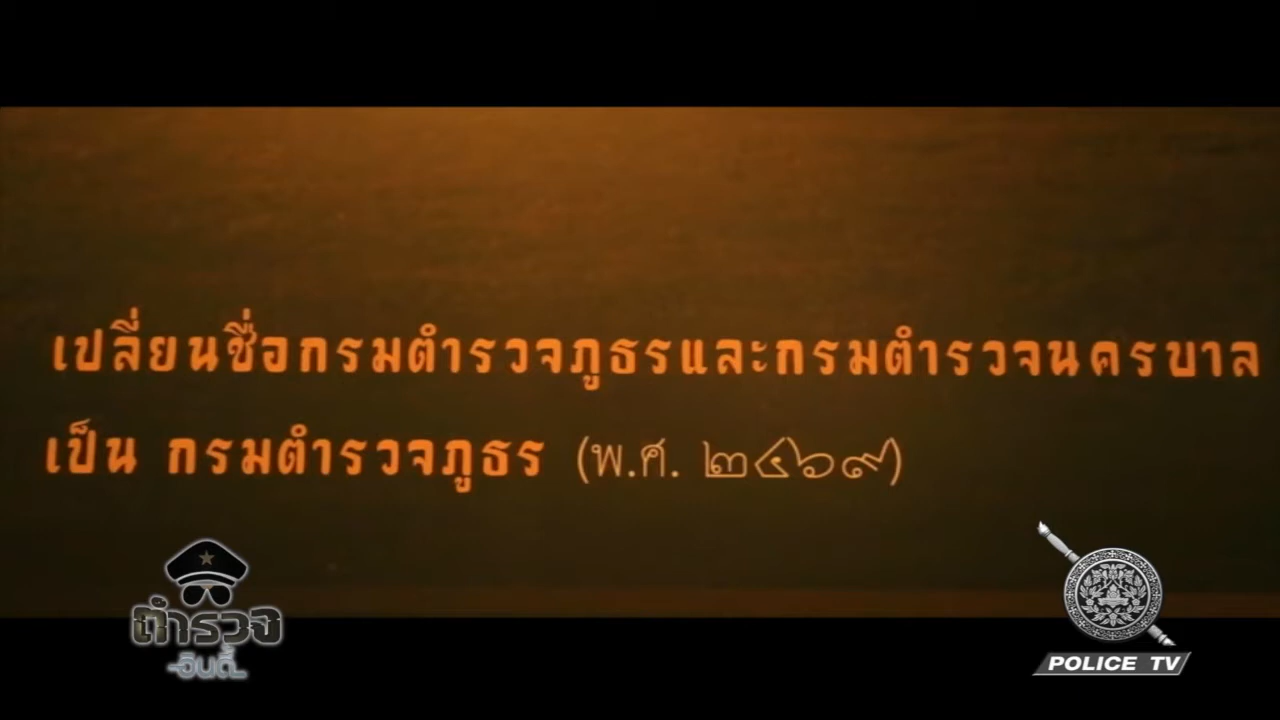 เปลี่ยนชื่อกรมตำรวจภูธรและกรมตำรวจนครบาล
เป็น กรมตำรวจภูธร (พ.ศ. ๒๔๖๙)
ตำรวจ
-อินดี้-
POLICE TV